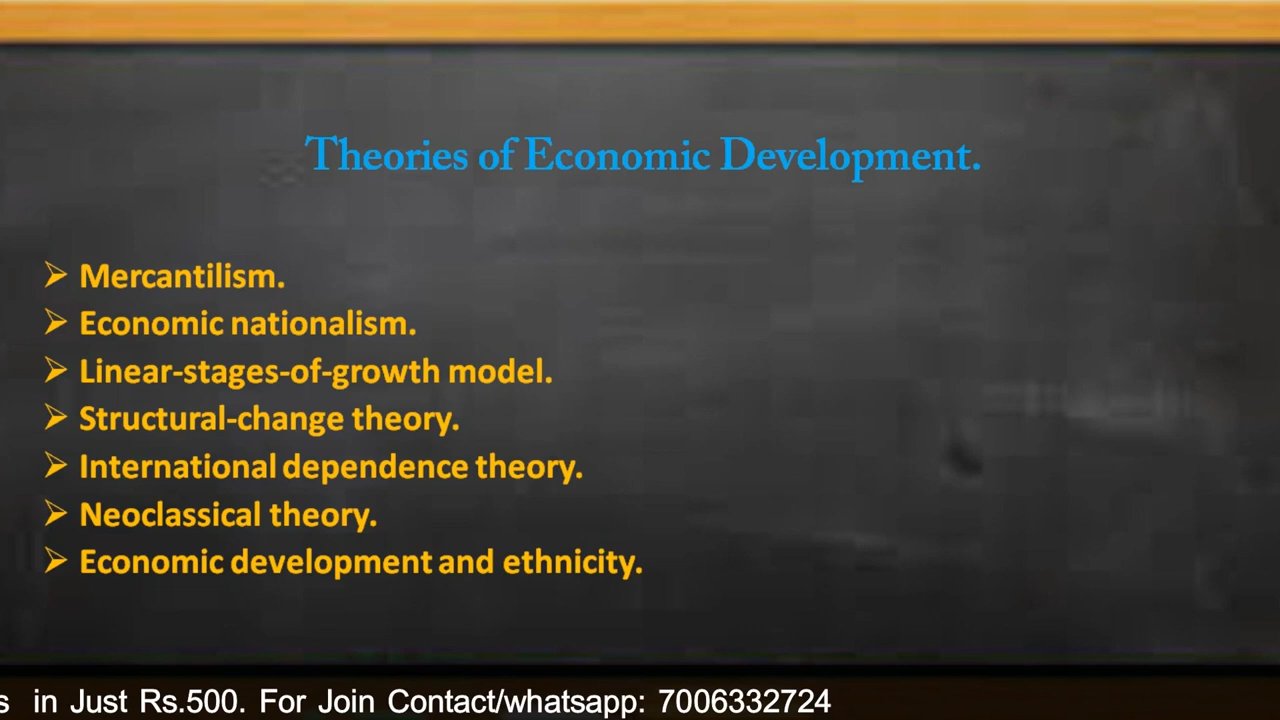 Theories of Economic Development.
Mercantilism.
Economic nationalism.
Linear-stages-of-growth model.
Structural-change theory.
International dependence theory.
Neoclassical theory.
Economic development and ethnicity.
in Just Rs.500. For Join Contact/whatsapp: 7006332724